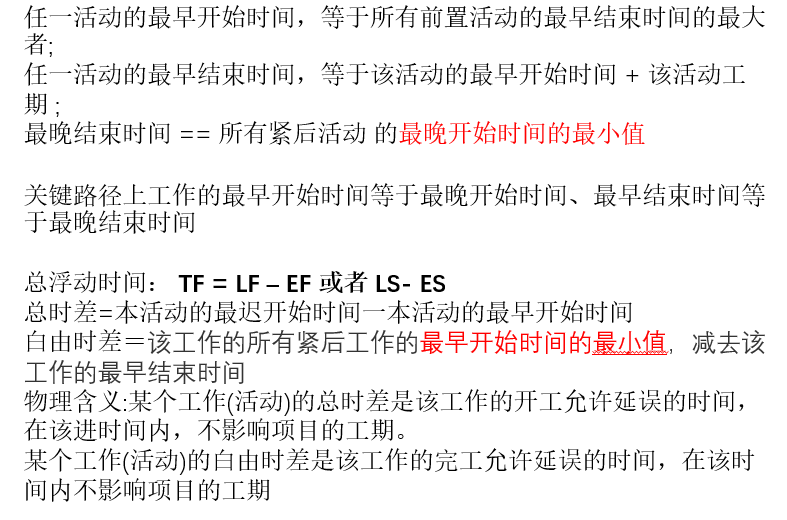 任一活动的最早开始时间，等于所有前置活动的最早结束时间的最大
者;
任一活动的最早结束时间，等于该活动的最早开始时间 + 该活动工
期 ;
最晚结束时间 == 所有紧后活动 的最晚开始时间的最小值
关键路径上工作的最早开始时间等于最晚开始时间、最早结束时间等
于最晚结束时间
总浮动时间： TF = LF – EF 或者 LS- ES
总时差=本活动的最迟开始时间一本活动的最早开始时间
自由时差＝该工作的所有紧后工作的最早开始时间的最小值，减去该
工作的最早结束时间
物理含义:某个工作(活动)的总时差是该工作的开工允许延误的时间，
在该进时间内，不影响项目的工期。
某个工作(活动)的自由时差是该工作的完工允许延误的时间，在该时
间内不影响项目的工期